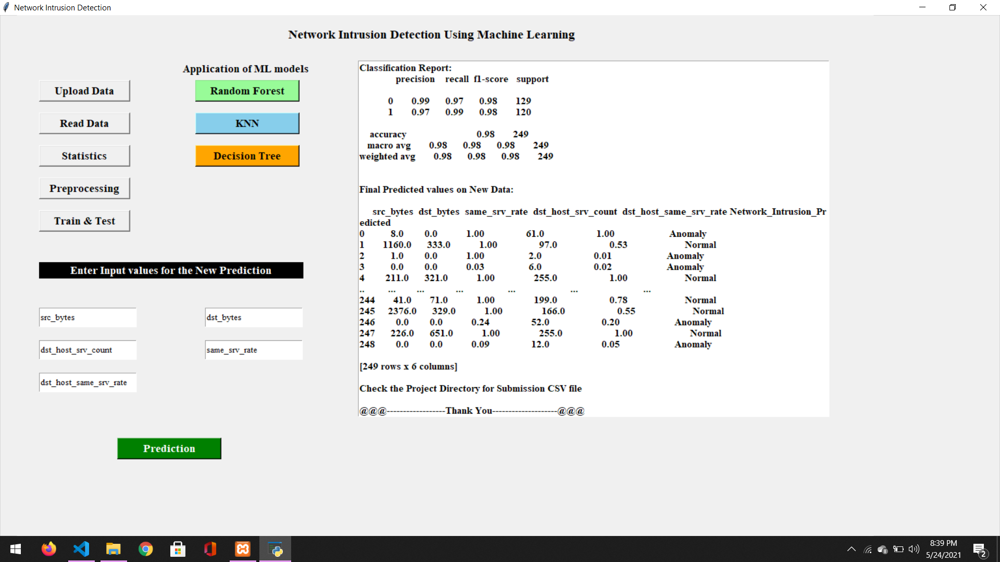 Network Intrusion Detection
Network Intrusion Detection Using Machine Learning
Application of ML models
Upload Data
Random Forest
Read Data
KNN
Statistics
Decision Tree
Preprocessing
Train & Test
Enter Input values for the New Prediction
src_bytes
dst_bytes
dst_host_srv_count
same_srv_rate
dst_host_same_srv_rate
Prediction
Classification Report:
precision recall f1-score support
0 0.99 0.97 0.98 129
1 0.97 0.99 0.98 120
accuracy 0.98 249
macro avg 0.98 0.98 0.98 249
weighted avg 0.98 0.98 0.98 249
Final Predicted values on New Data:
src_bytes dst_bytes same_srv_rate dst_host_srv_count dst_host_same_srv_rate Network_Intrusion_Pr
edicted
0 8.0 0.0 1.00 61.0 1.00 Anomaly
1 1160.0 333.0 1.00 97.0 0.53 Normal
2 1.0 0.0 1.00 2.0 0.01 Anomaly
3 0.0 0.0 0.03 6.0 0.02 Anomaly
4 211.0 321.0 1.00 255.0 1.00 Normal
.. ... ... ... ... ... ...
244 41.0 71.0 1.00 199.0 0.78 Normal
245 2376.0 329.0 1.00 166.0 0.55 Normal
246 0.0 0.0 0.24 52.0 0.20 Anomaly
247 226.0 651.0 1.00 255.0 1.00 Normal
248 0.0 0.0 0.09 12.0 0.05 Anomaly
[249 rows x 6 columns]
Check the Project Directory for Submission CSV file
@@@------------------Thank You--------------------@@@
8:39 PM
5/24/2021
2